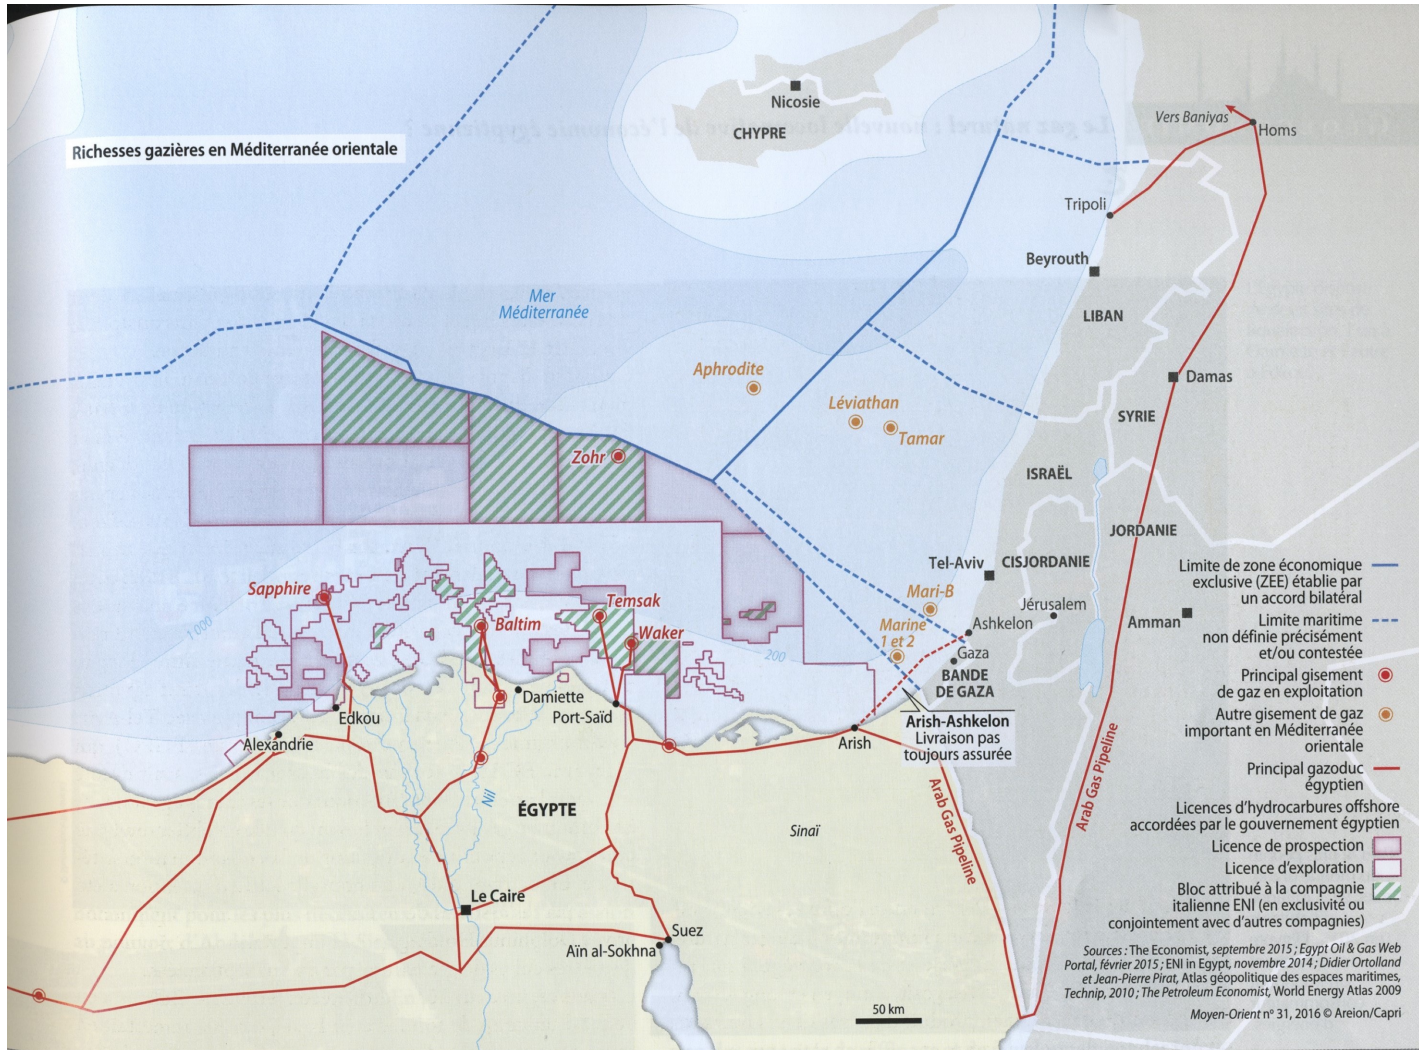 Richesses gazières en Méditerranée orientale
Nicosie
CHYPRE
Vers Baniyas
Homs
Tripoli
Beyrouth
LIBAN
Mer
Méditerranée
Aphrodite
Léviathan
Tamar
Damas
SYRIE
Zohr
ISRAËL
JORDANIE
Tel-Aviv
CISJORDANIE
Sapphire
Baltim
Temsak
Waker
Mari-B
Marine
1 et 2
Jérusalem
Ashkelon
Amman
Gaza
BANDE
DE GAZA
1 000
200
Edkou
Alexandrie
Damiette
Port-Saïd
Arish
Arish-Ashkelon
Livraison pas
toujours assurée
Nil
ÉGYPTE
Sinaï
Arab Gas Pipeline
Arab Gas Pipeline
Le Caire
Suez
Aïn al-Sokhna
50 km
Limite de zone économique
exclusive (ZEE) établie par
un accord bilatéral
Limite maritime
non définie précisément
et/ou contestée
Principal gisement
de gaz en exploitation
Autre gisement de gaz
important en Méditerranée
orientale
Principal gazoduc
égyptien
Licences d'hydrocarbures offshore
accordées par le gouvernement égyptien
Licence de prospection
Licence d'exploration
Bloc attribué à la compagnie
italienne ENI (en exclusivité ou
conjointement avec d'autres compagnies)
Sources : The Economist, septembre 2015 ; Egypt Oil & Gas Web
Portal, février 2015 ; ENI in Egypt, novembre 2014 ; Didier Ortolland
et Jean-Pierre Pirat, Atlas géopolitique des espaces maritimes,
Technip, 2010 ; The Petroleum Economist, World Energy Atlas 2009
Moyen-Orient n° 31, 2016 © Areion/Capri